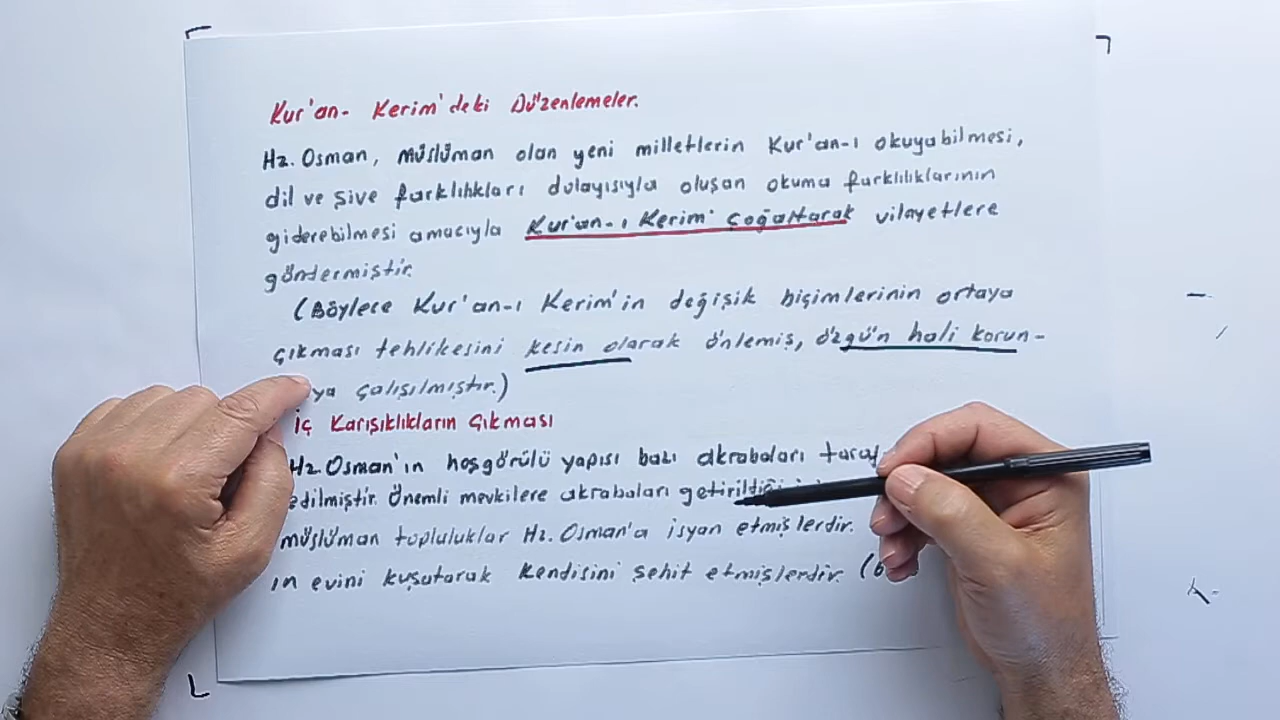 Kur'an- Kerim'deki Düzenlemeler.
Hz. Osman, müslüman olan yeni milletlerin Kur'an-ı okuyabilmesi,
dil ve şive farklılıkları dolayısıyla oluşan okuma farklılıklarının
giderebilmesi amacıyla Kur'an-ı Kerim çoğaltarak vilayetlere
göndermiştir.
(Böylece Kur'an-ı Kerim'in değişik biçimlerinin ortaya
çıkması tehlikesini kesin olarak önlemiş, özgün hali korun-
ya çalışılmıştır.)
İç Karışıklıkların Çıkması
Hz. Osman'ın hoşgörülü yapısı bazı akrabaları
edilmiştir. Önemli mevkilere akrabaları
müslüman topluluklar Hz. Osman'a isyan etmişlerdir.
ın evini kuşatarak kendisini şehit etmişlerdir. (